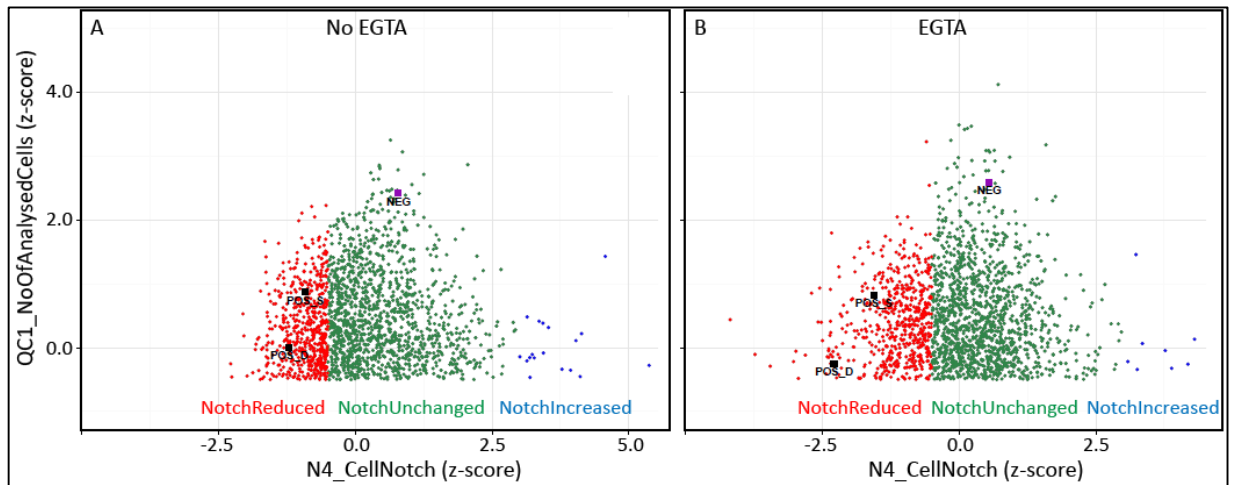 A
No EGTA
B
EGTA
QC1_NoOfAnalysedCells (z-score)
4.0
2.0
0.0
NEG
POS_S
POS_D
NotchReduced NotchUnchanged NotchIncreased
-2.5 0.0 2.5 5.0
N4_CellNotch (z-score)
NEG
POS_S
POS_D
NotchReduced NotchUnchanged NotchIncreased
-2.5 0.0 2.5
N4_CellNotch (z-score)